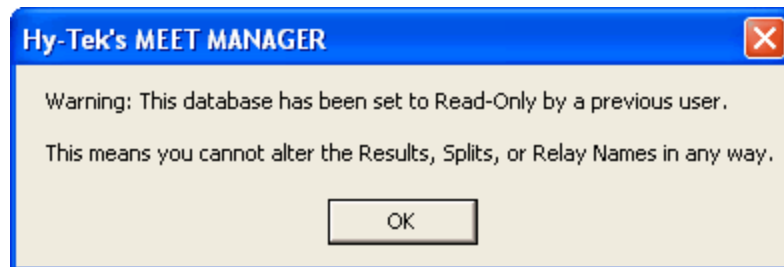 Hy-Tek's MEET MANAGER
Warning: This database has been set to Read-Only by a previous user.
This means you cannot alter the Results, Splits, or Relay Names in any way.
OK